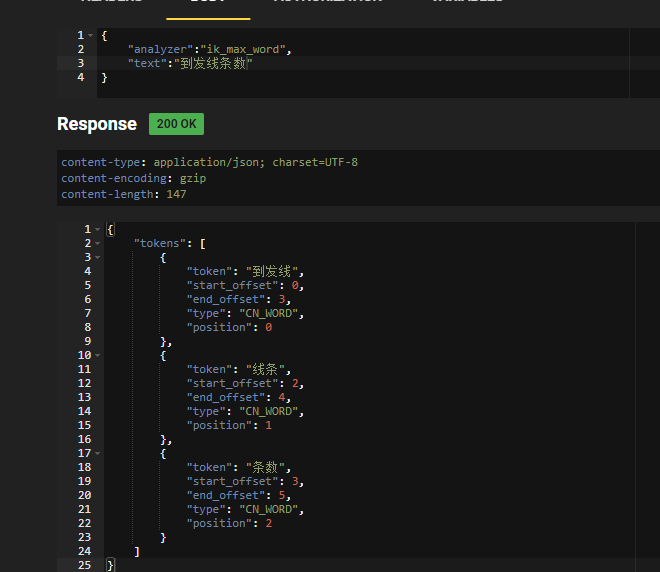 1 {
2 "analyzer":"ik_max_word",
3 "text":"到发线条数"
4 }
Response 200 OK
content-type: application/json; charset=UTF-8
content-encoding: gzip
content-length: 147
1 {
2 "tokens": [
3 {
4 "token": "到发线",
5 "start_offset": 0,
6 "end_offset": 3,
7 "type": "CN_WORD",
8 "position": 0
9 },
10 {
11 "token": "线条",
12 "start_offset": 2,
13 "end_offset": 4,
14 "type": "CN_WORD",
15 "position": 1
16 },
17 {
18 "token": "条数",
19 "start_offset": 3,
20 "end_offset": 5,
21 "type": "CN_WORD",
22 "position": 2
23 }
24 ]
25 }